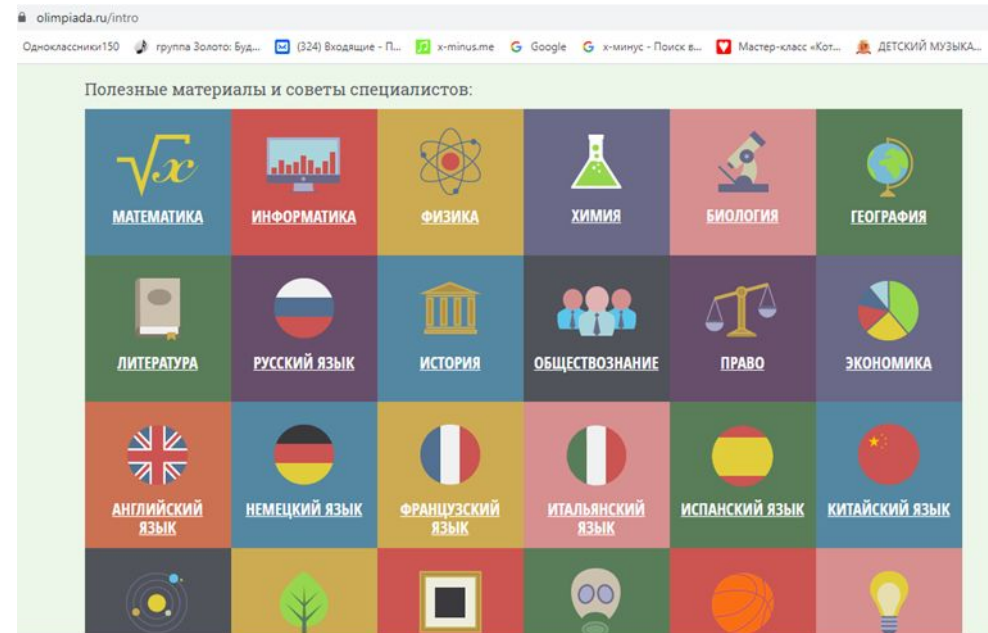 olimpiada.ru/intro
Одноклассники150 группа Золото: Буд... (324) Входящие - П... x-minus.me Google х-минус - Поиск в... Мастер-класс «Кот... ДЕТСКИЙ МУЗЫКА...
Полезные материалы и советы специалистов:
МАТЕМАТИКА ИНФОРМАТИКА ФИЗИКА ХИМИЯ БИОЛОГИЯ ГЕОГРАФИЯ
ЛИТЕРАТУРА РУССКИЙ ЯЗЫК ИСТОРИЯ ОБЩЕСТВОЗНАНИЕ ПРАВО ЭКОНОМИКА
АНГЛИЙСКИЙ НЕМЕЦКИЙ ЯЗЫК ФРАНЦУЗСКИЙ ИТАЛЬЯНСКИЙ ИСПАНСКИЙ ЯЗЫК КИТАЙСКИЙ ЯЗЫК
ЯЗЫК ЯЗЫК ЯЗЫК